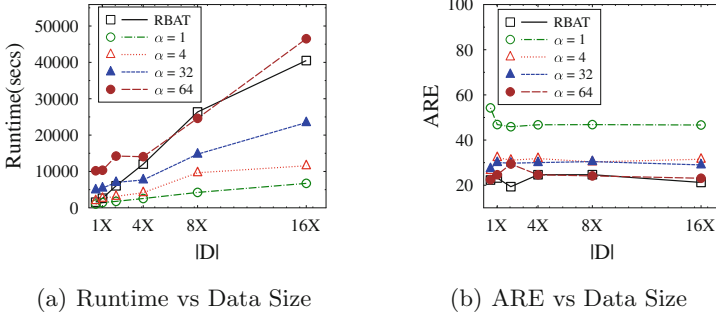 RBAT
α = 1
α = 4
α = 32
α = 64
60000
50000
40000
30000
20000
10000
0
Runtime(secs)
1X 4X 8X 16X
|D|
(a) Runtime vs Data Size
RBAT
α = 1
α = 4
α = 32
α = 64
100
80
60
40
20
ARE
1X 4X 8X 16X
|D|
(b) ARE vs Data Size